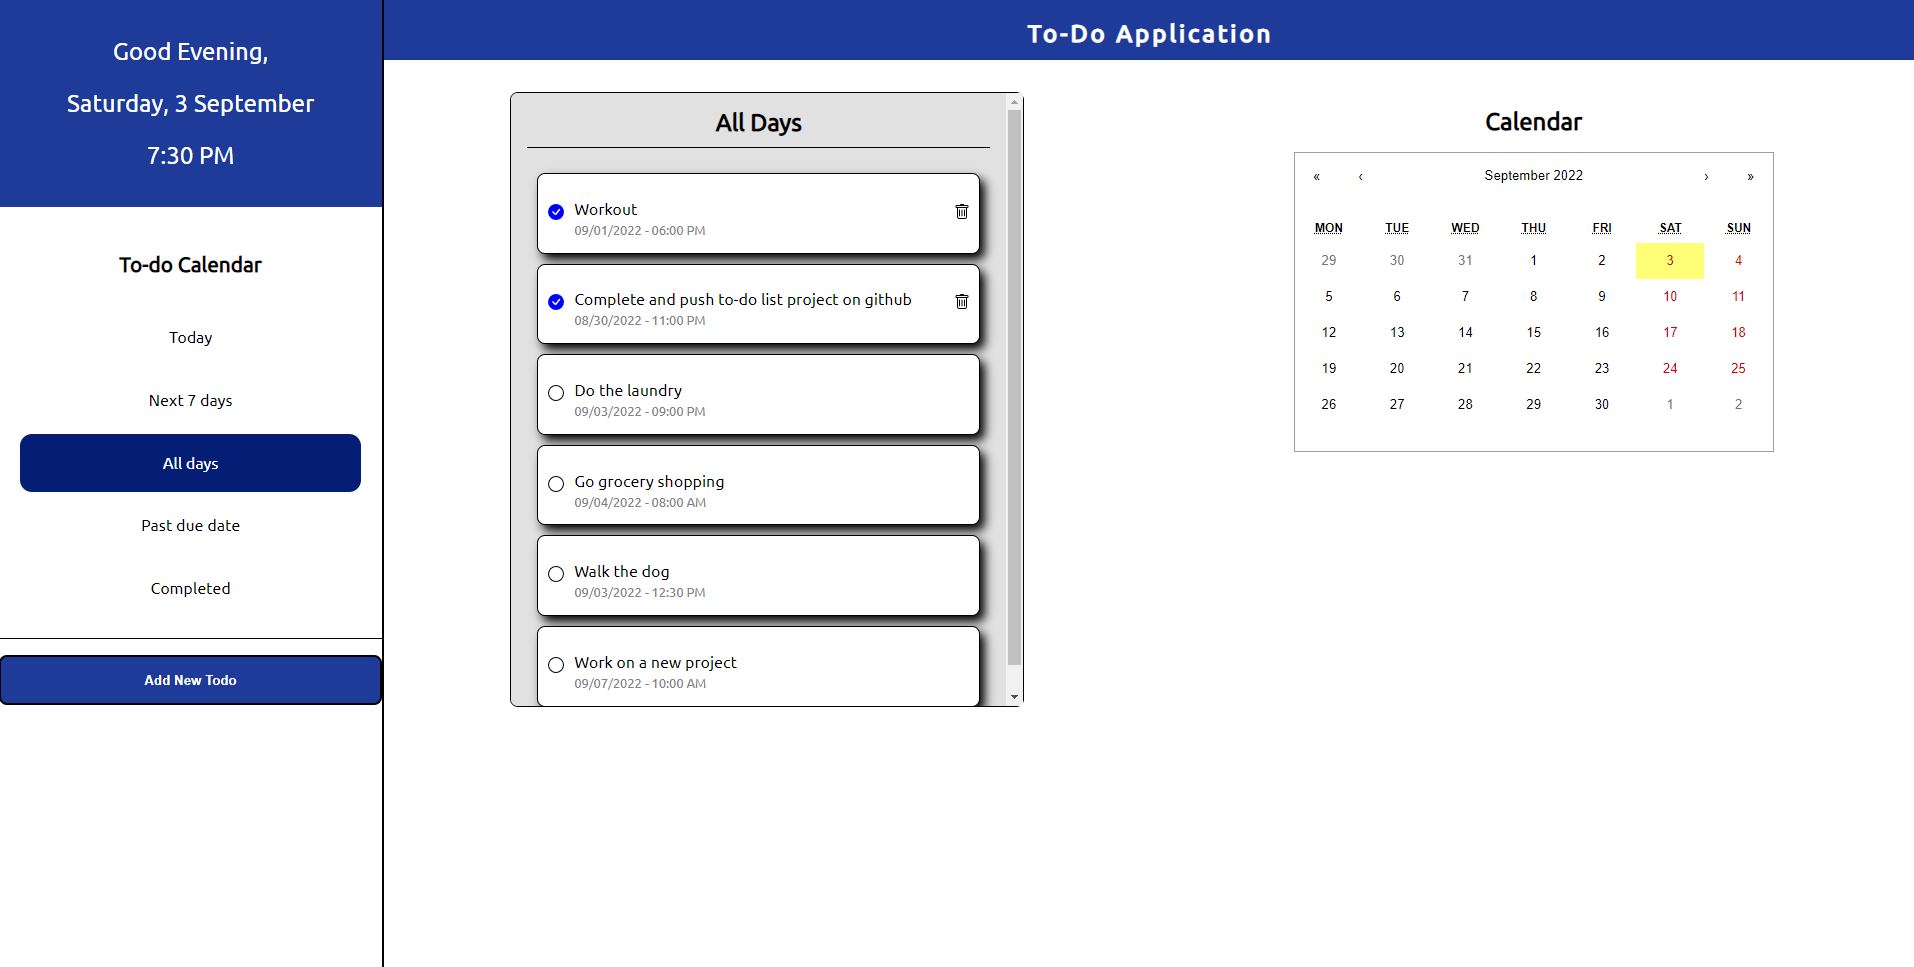 Good Evening,
Saturday, 3 September
7:30 PM
To-do Calendar
Today
Next 7 days
All days
Past due date
Completed
Add New Todo
To-Do Application
All Days
Workout
09/01/2022 - 06:00 PM
Complete and push to-do list project on github
08/30/2022 - 11:00 PM
Do the laundry
09/03/2022 - 09:00 PM
Go grocery shopping
09/04/2022 - 08:00 AM
Walk the dog
09/03/2022 - 12:30 PM
Work on a new project
09/07/2022 - 10:00 AM
Calendar
« ‹ September 2022 › »
MON TUE WED THU FRI SAT SUN
29 30 31 1 2 3 4
5 6 7 8 9 10 11
12 13 14 15 16 17 18
19 20 21 22 23 24 25
26 27 28 29 30 1 2